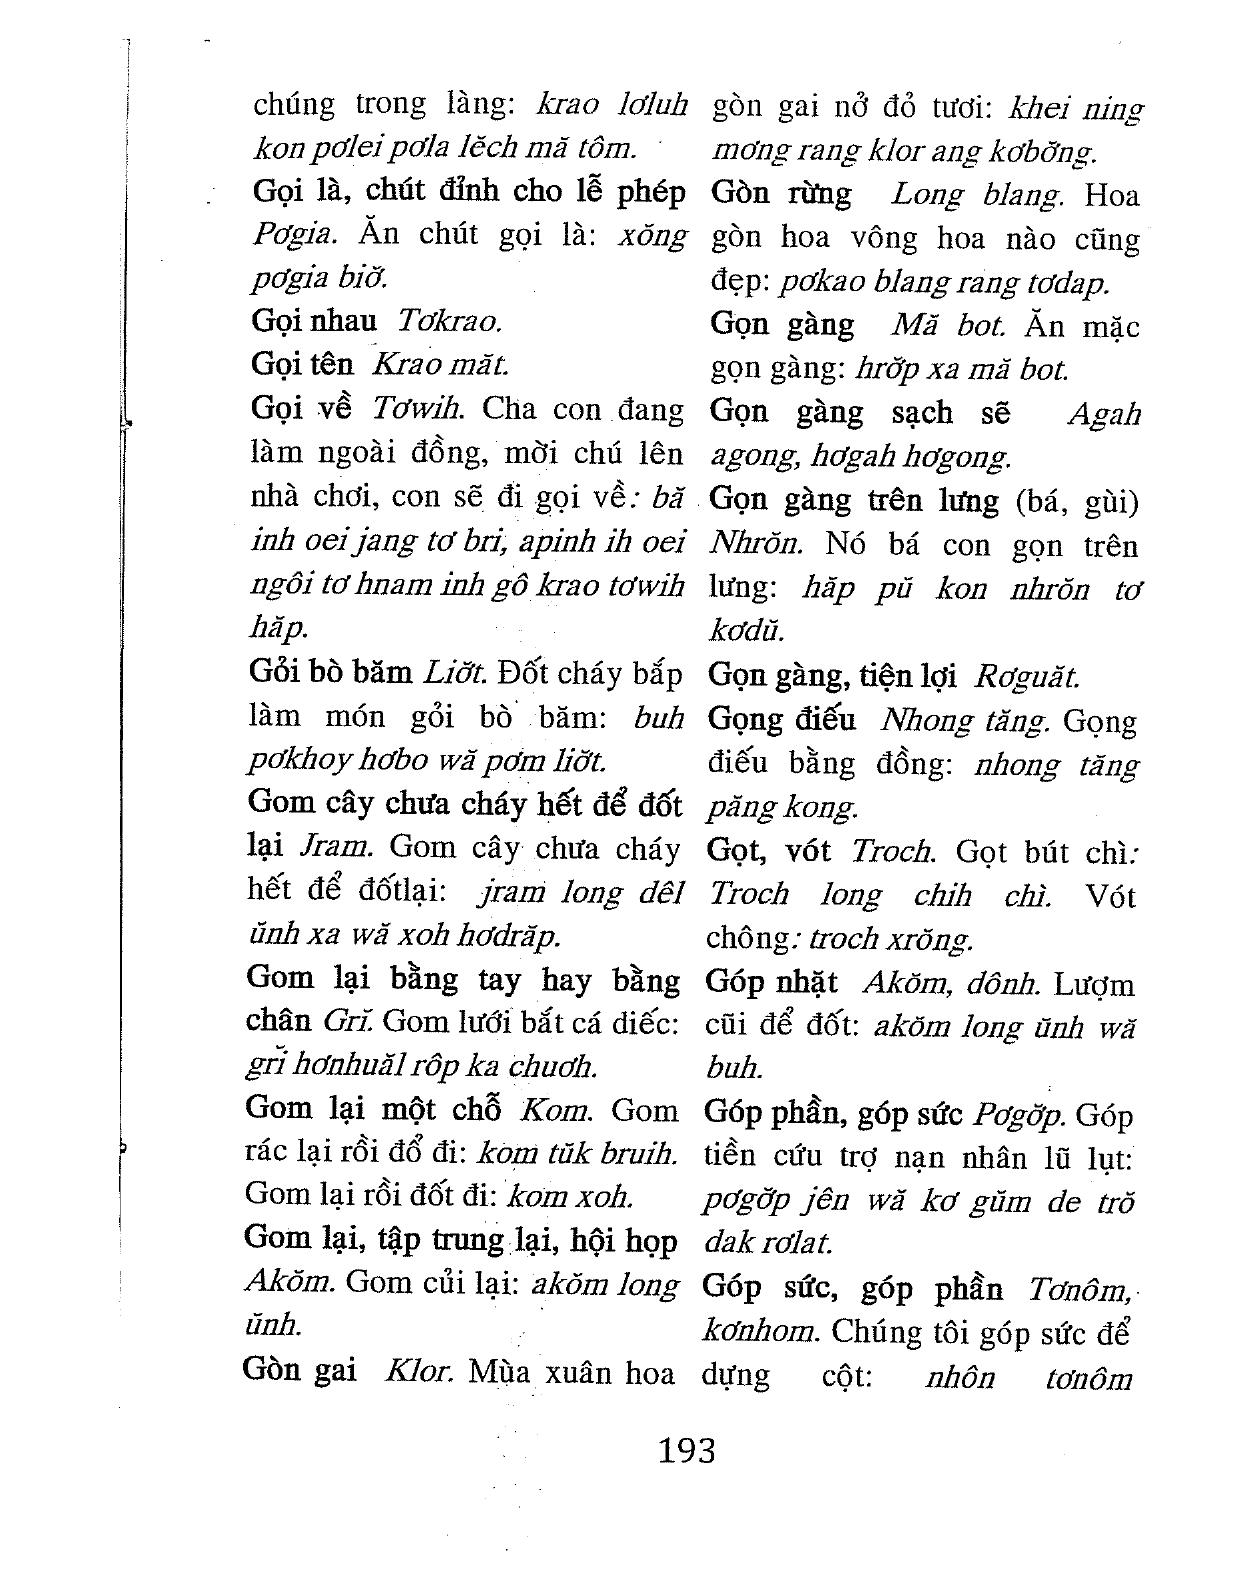 chúng trong làng: krao lơluh
kon pơlei pơla lĕch mă tôm.
Gọi là, chút đỉnh cho lễ phép
Pơgia. Ăn chút gọi là: xŏng
pơgia biơ̆.
Gọi nhau Tơkrao.
Gọi tên Krao măt.
Gọi về Tơwih. Cha con đang
làm ngoài đồng, mời chú lên
nhà chơi, con sẽ đi gọi về: bă
inh oei jang tơ bri, apinh ih oei
ngôi tơ hnam inh gô krao tơwih
hăp.
Gỏi bò băm Liơ̆t. Đốt cháy bắp
làm món gỏi bò băm: buh
pơkhoy hơbo wă pơm liơ̆t.
Gom cây chưa cháy hết để đốt
lại Jram. Gom cây chưa cháy
hết để đốtlại: jram long dêl
ŭnh xa wă xoh hơdrăp.
Gom lại bằng tay hay bằng
chân Grĭ. Gom lưới bắt cá diếc:
grĭ hơnhuăl rôp ka chuơh.
Gom lại một chỗ Kom. Gom
rác lại rồi đổ đi: kom tŭk bruih.
Gom lại rồi đốt đi: kom xoh.
Gom lại, tập trung lại, hội họp
Akŏm. Gom củi lại: akŏm long
ŭnh.
Gòn gai Klor. Mùa xuân hoa
gòn gai nở đỏ tươi: khei ning
mơng rang klor ang kơbơ̆ng.
Gòn rừng Long blang. Hoa
gòn hoa vông hoa nào cũng
đẹp: pơkao blang rang tơdap.
Gọn gàng Mă bot. Ăn mặc
gọn gàng: hrơ̆p xa mă bot.
Gọn gàng sạch sẽ Agah
agong, hơgah hơgong.
Gọn gàng trên lưng (bá, gùi)
Nhrŏn. Nó bá con gọn trên
lưng: hăp pŭ kon nhrŏn tơ
kơdŭ.
Gọn gàng, tiện lợi Rơguăt.
Gọng điếu Nhong tăng. Gọng
điếu bằng đồng: nhong tăng
păng kong.
Gọt, vót Troch. Gọt bút chì:
Troch long chih chì. Vót
chông: troch xrŏng.
Góp nhặt Akŏm, dônh. Lượm
cũi để đốt: akŏm long ŭnh wă
buh.
Góp phần, góp sức Pơgơ̆p. Góp
tiền cứu trợ nạn nhân lũ lụt:
pơgơ̆p jên wă kơ gŭm de trŏ
dak rơlat.
Góp sức, góp phần Tơnôm,
kơnhom. Chúng tôi góp sức để
dựng cột: nhôn tơnôm
193